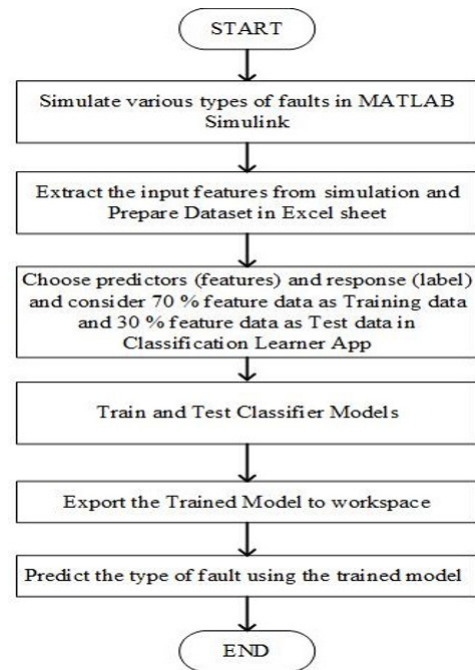 START
Simulate various types of faults in MATLAB
Simulink
Extract the input features from simulation and
Prepare Dataset in Excel sheet
Choose predictors (features) and response (label)
and consider 70 % feature data as Training data
and 30 % feature data as Test data in
Classification Learner App
Train and Test Classifier Models
Export the Trained Model to workspace
Predict the type of fault using the trained model
END